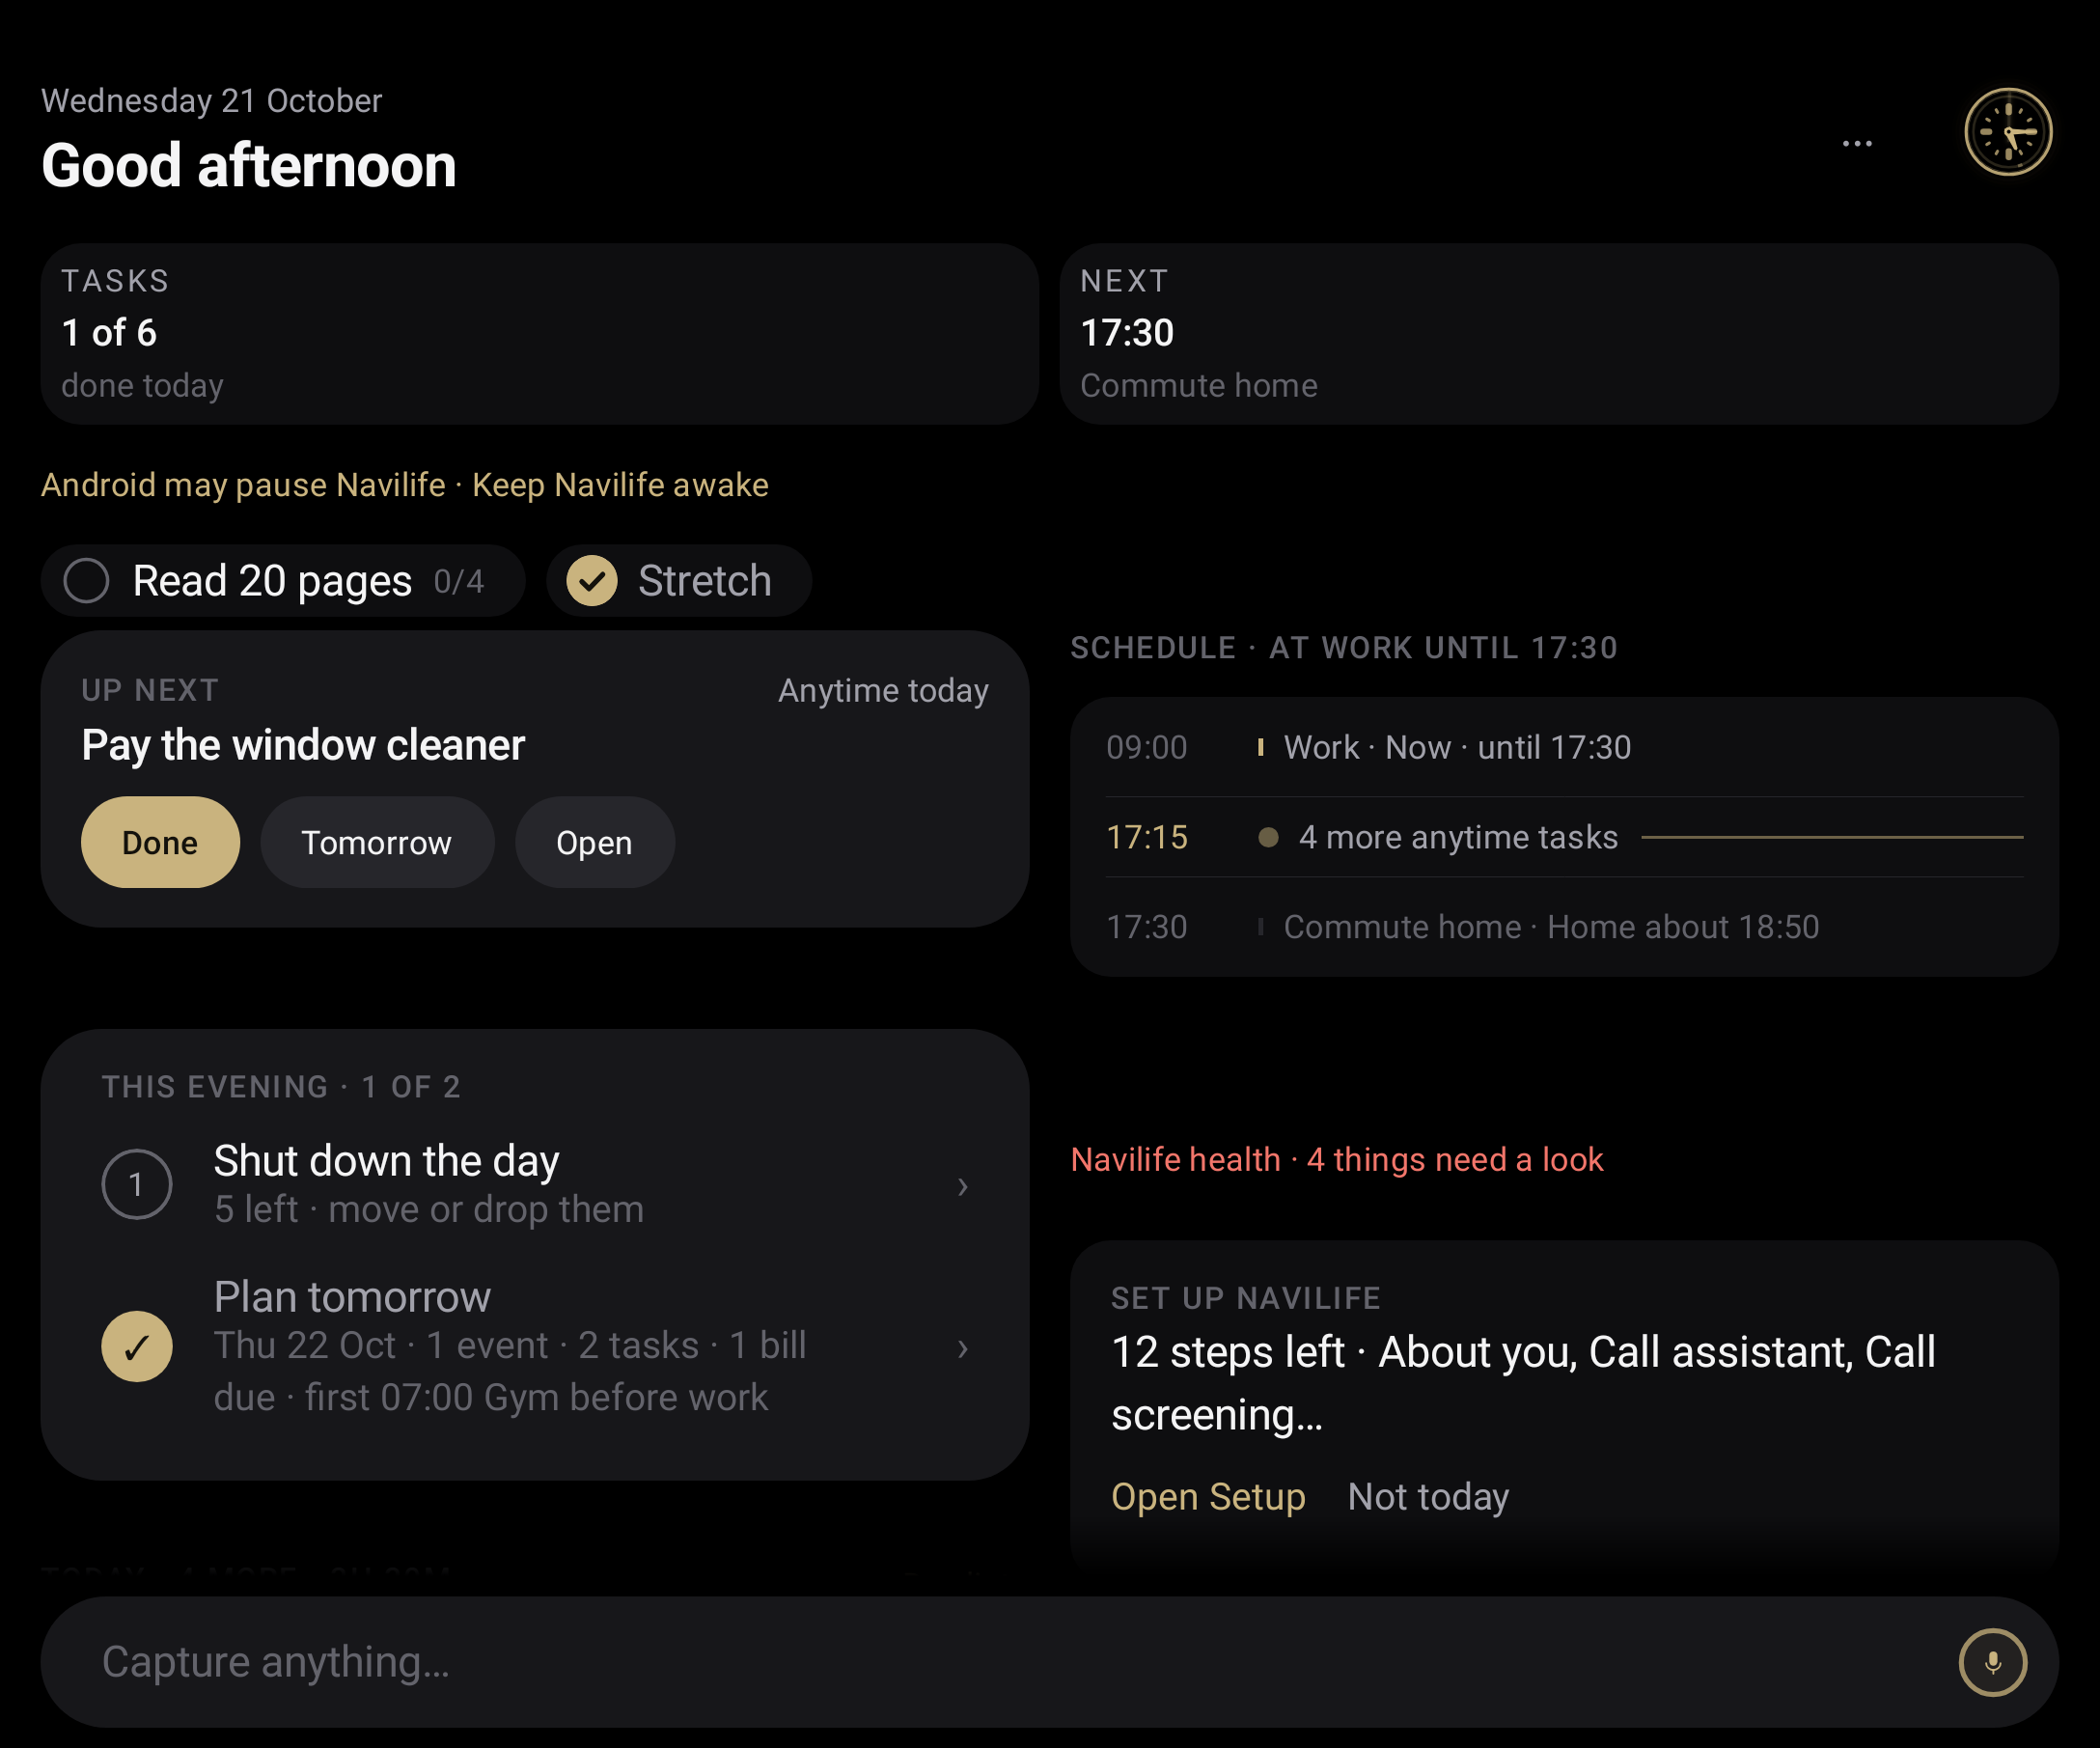 Wednesday 21 October
Good afternoon
...
TASKS
1 of 6
done today
NEXT
17:30
Commute home
Android may pause Navilife · Keep Navilife awake
Read 20 pages 0/4
Stretch
UP NEXT
Anytime today
Pay the window cleaner
Done
Tomorrow
Open
SCHEDULE · AT WORK UNTIL 17:30
09:00 Work · Now · until 17:30
17:15 4 more anytime tasks
17:30 Commute home · Home about 18:50
THIS EVENING · 1 OF 2
1 Shut down the day
5 left · move or drop them
Plan tomorrow
Thu 22 Oct · 1 event · 2 tasks · 1 bill
due · first 07:00 Gym before work
Navilife health · 4 things need a look
SET UP NAVILIFE
12 steps left · About you, Call assistant, Call
screening...
Open Setup
Not today
Capture anything...